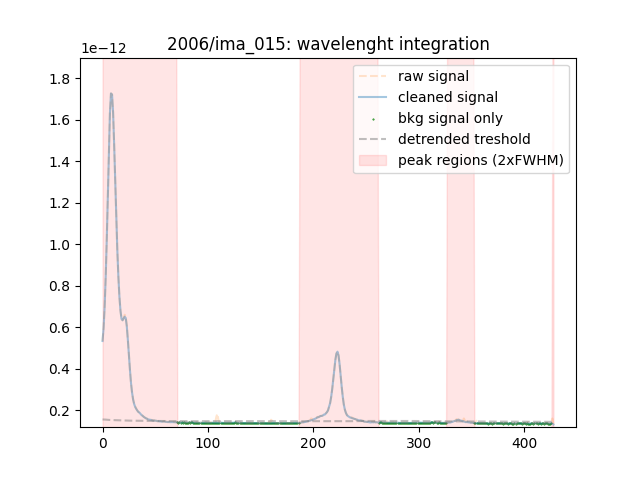 2006/ima_015: wavelenght integration
1e−12
1.8
1.6
1.4
1.2
1.0
0.8
0.6
0.4
0.2
0 100 200 300 400
raw signal
cleaned signal
bkg signal only
detrended treshold
peak regions (2xFWHM)